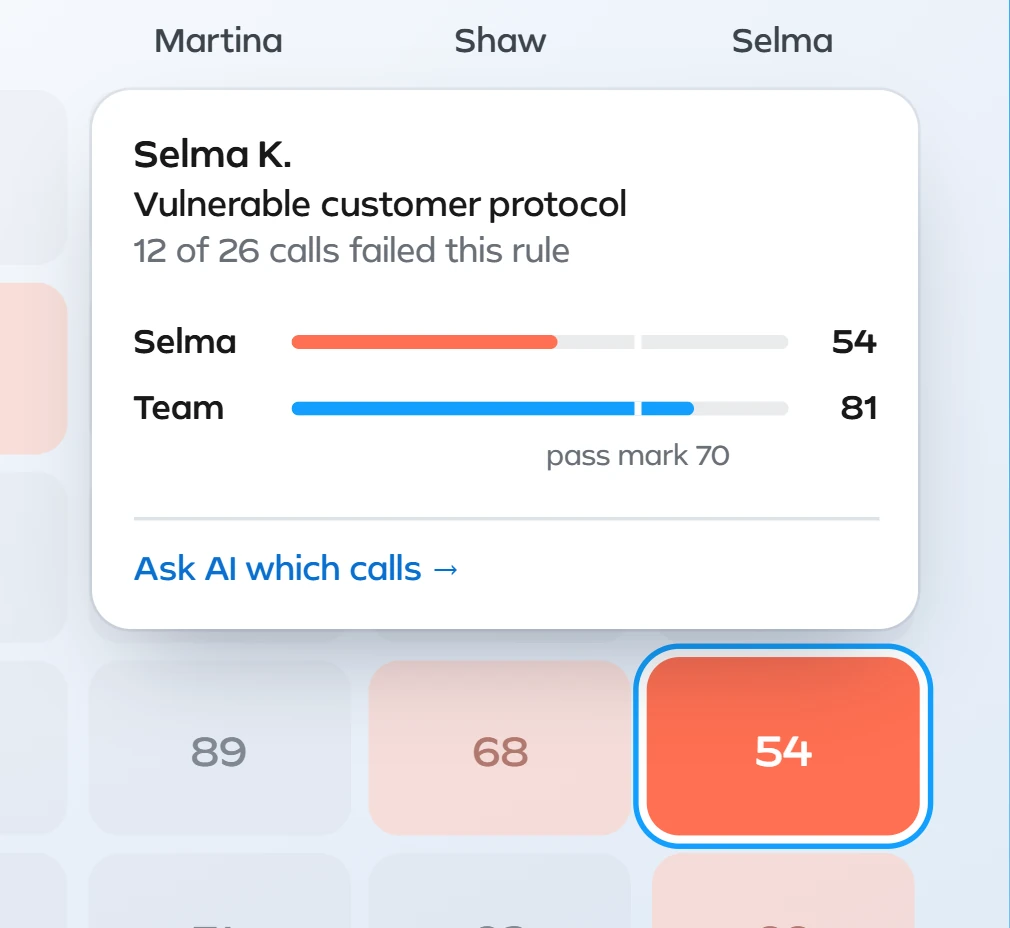 Martina Shaw Selma
Selma K.
Vulnerable customer protocol
12 of 26 calls failed this rule
Selma 54
Team 81
pass mark 70
Ask AI which calls →
89 68 54